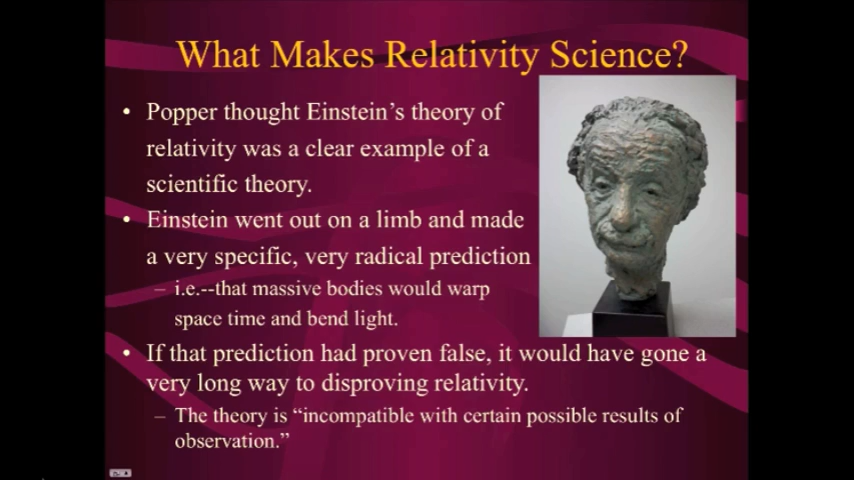 What Makes Relativity Science?
• Popper thought Einstein’s theory of
relativity was a clear example of a
scientific theory.
• Einstein went out on a limb and made
a very specific, very radical prediction
– i.e.--that massive bodies would warp
space time and bend light.
• If that prediction had proven false, it would have gone a
very long way to disproving relativity.
– The theory is “incompatible with certain possible results of
observation.”